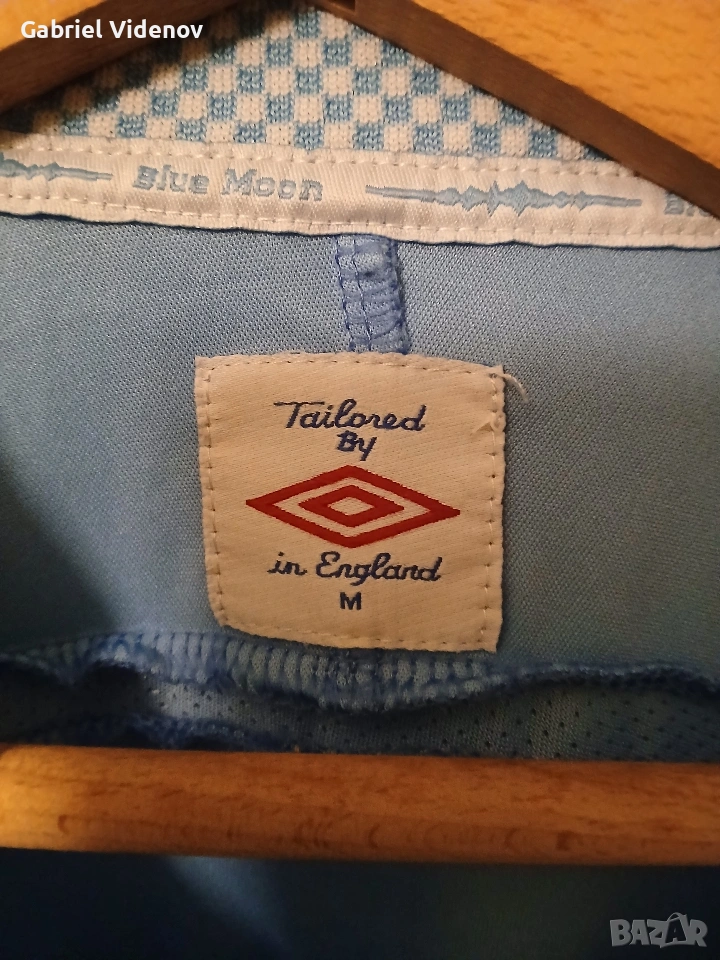 Gabriel Videnov
Blue Moon
Tailored
By
in England
M
BAZAR